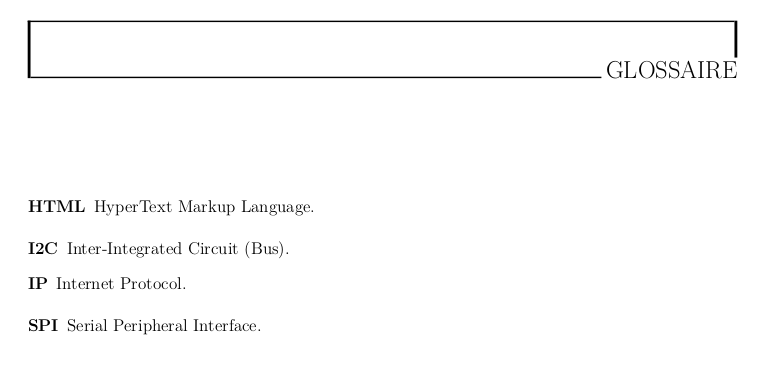 GLOSSAIRE
HTML HyperText Markup Language.
I2C Inter-Integrated Circuit (Bus).
IP Internet Protocol.
SPI Serial Peripheral Interface.